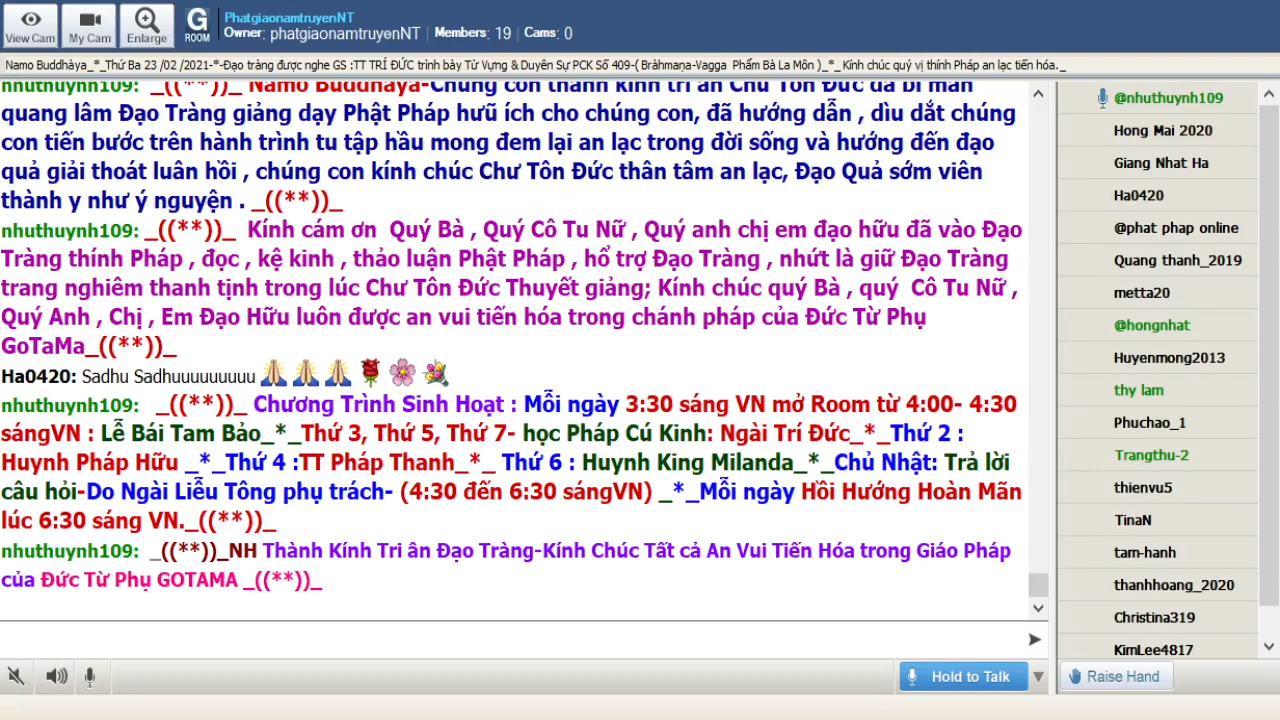 View Cam
My Cam
Enlarge
G
ROOM
PhatgiaonamtruyenNT
Owner: phatgiaonamtruyenNT | Members: 19 | Cams: 0
Namo Buddhàya_*_Thứ Ba 23 /02 /2021-*-Đạo tràng được nghe GS :TT TRÍ ĐỨC trình bày Từ Vựng & Duyên Sự PCK Số 409-( Bràhmaṇa-Vagga Phẩm Bà La Môn )_*_ Kính chúc quý vị thính Pháp an lạc tiến hóa._
nhuthuynh109: _((**))_ Namo Buddhaya-Chúng con thành kính tri ân Chư Tôn Đức đã bi mẫn
quang lâm Đạo Tràng giảng dạy Phật Pháp hưũ ích cho chúng con, đã hướng dẫn , dìu dắt chúng
con tiến bước trên hành trình tu tập hầu mong đem lại an lạc trong đời sống và hướng đến đạo
quả giải thoát luân hồi , chúng con kính chúc Chư Tôn Đức thân tâm an lạc, Đạo Quả sớm viên
thành y như ý nguyện . _((**))_
nhuthuynh109: _((**))_ Kính cám ơn Quý Bà , Quý Cô Tu Nữ , Quý anh chị em đạo hữu đã vào Đạo
Tràng thính Pháp , đọc , kệ kinh , thảo luận Phật Pháp , hổ trợ Đạo Tràng , nhứt là giữ Đạo Tràng
trang nghiêm thanh tịnh trong lúc Chư Tôn Đức Thuyết giảng; Kính chúc quý Bà , quý Cô Tu Nữ ,
Quý Anh , Chị , Em Đạo Hữu luôn được an vui tiến hóa trong chánh pháp của Đức Từ Phụ
GoTaMa_((**))_
Ha0420: Sadhu Sadhuuuuuuuuu
nhuthuynh109: _((**))_ Chương Trình Sinh Hoạt : Mỗi ngày 3:30 sáng VN mở Room từ 4:00- 4:30
sángVN : Lễ Bái Tam Bảo_*_Thứ 3, Thứ 5, Thứ 7- học Pháp Cú Kinh: Ngài Trí Đức_*_Thứ 2 :
Huynh Pháp Hữu _*_Thứ 4 :TT Pháp Thanh_*_ Thứ 6 : Huynh King Milanda_*_Chủ Nhật: Trả lời
câu hỏi-Do Ngài Liễu Tông phụ trách- (4:30 đến 6:30 sángVN) _*_Mỗi ngày Hồi Hướng Hoàn Mãn
lúc 6:30 sáng VN._((**))_
nhuthuynh109: _((**))_NH Thành Kính Tri ân Đạo Tràng-Kính Chúc Tất cả An Vui Tiến Hóa trong Giáo Pháp
của Đức Từ Phụ GOTAMA _((**))_
@nhuthuynh109
Hong Mai 2020
Giang Nhat Ha
Ha0420
@phat phap online
Quang thanh_2019
metta20
@hongnhat
Huyenmong2013
thy lam
Phuchao_1
Trangthu-2
thienvu5
TinaN
tam-hanh
thanhhoang_2020
Christina319
KimLee4817
Hold to Talk
Raise Hand